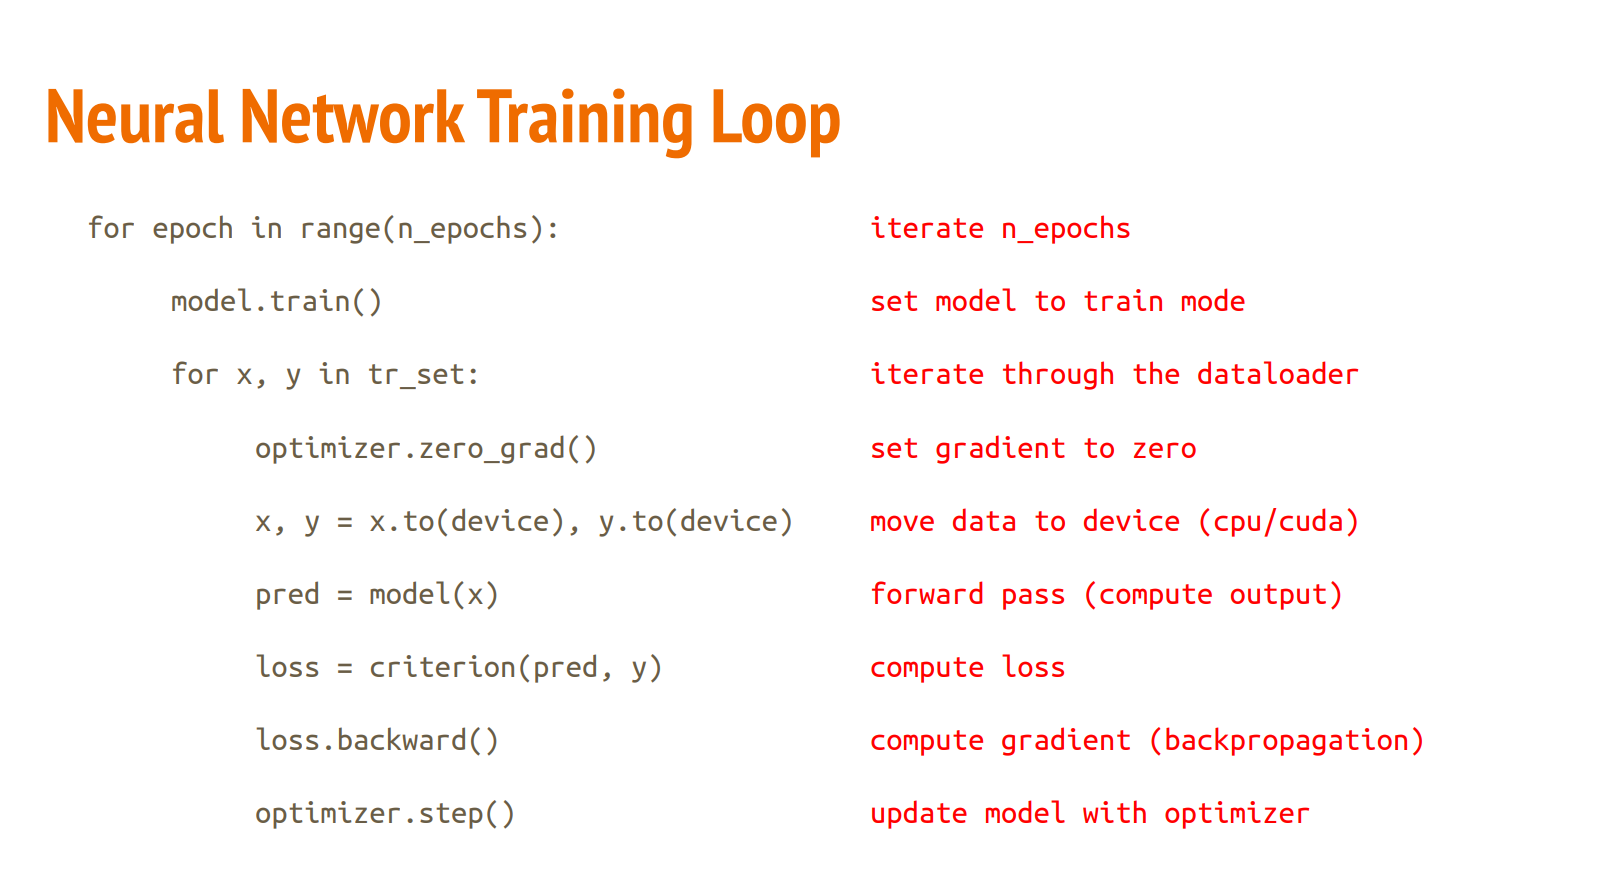 Neural Network Training Loop
for epoch in range(n_epochs): iterate n_epochs
model.train() set model to train mode
for x, y in tr_set: iterate through the dataloader
optimizer.zero_grad() set gradient to zero
x, y = x.to(device), y.to(device) move data to device (cpu/cuda)
pred = model(x) forward pass (compute output)
loss = criterion(pred, y) compute loss
loss.backward() compute gradient (backpropagation)
optimizer.step() update model with optimizer